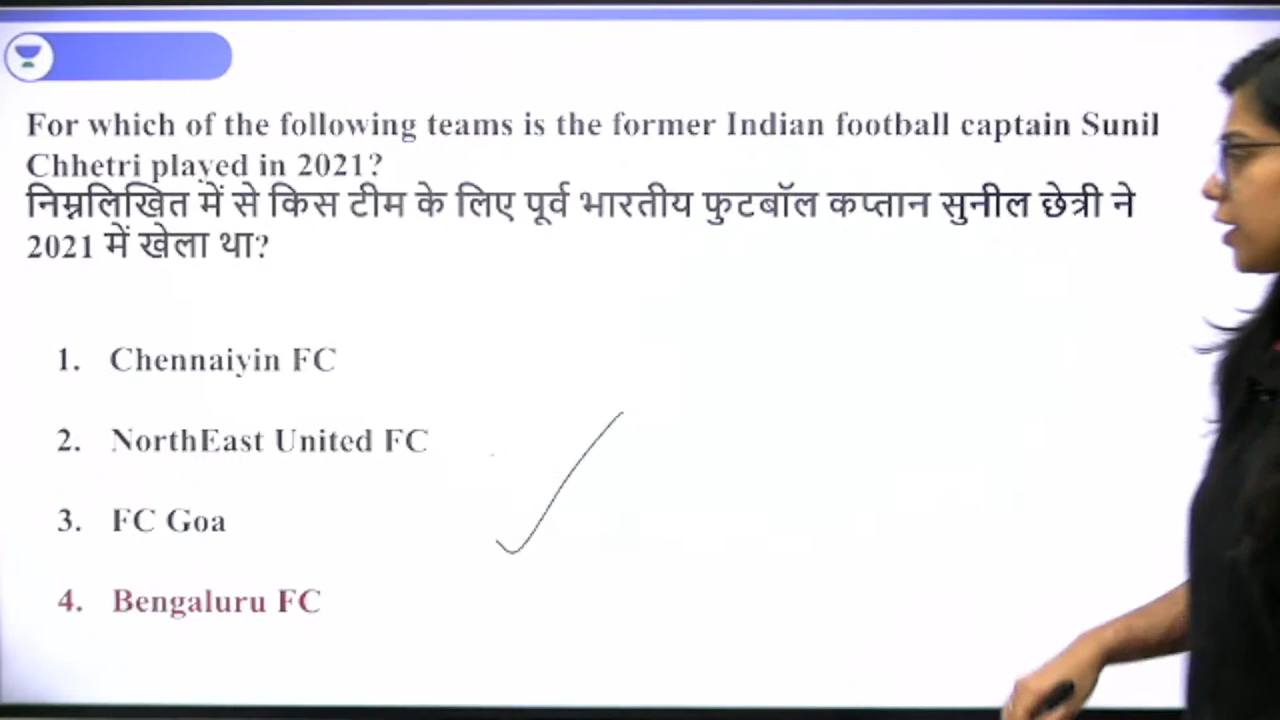 For which of the following teams is the former Indian football captain Sunil
Chhetri played in 2021?
निम्नलिखित में से किस टीम के लिए पूर्व भारतीय फुटबॉल कप्तान सुनील छेत्री ने
2021 में खेला था?
1. Chennaiyin FC
2. NorthEast United FC
3. FC Goa
4. Bengaluru FC